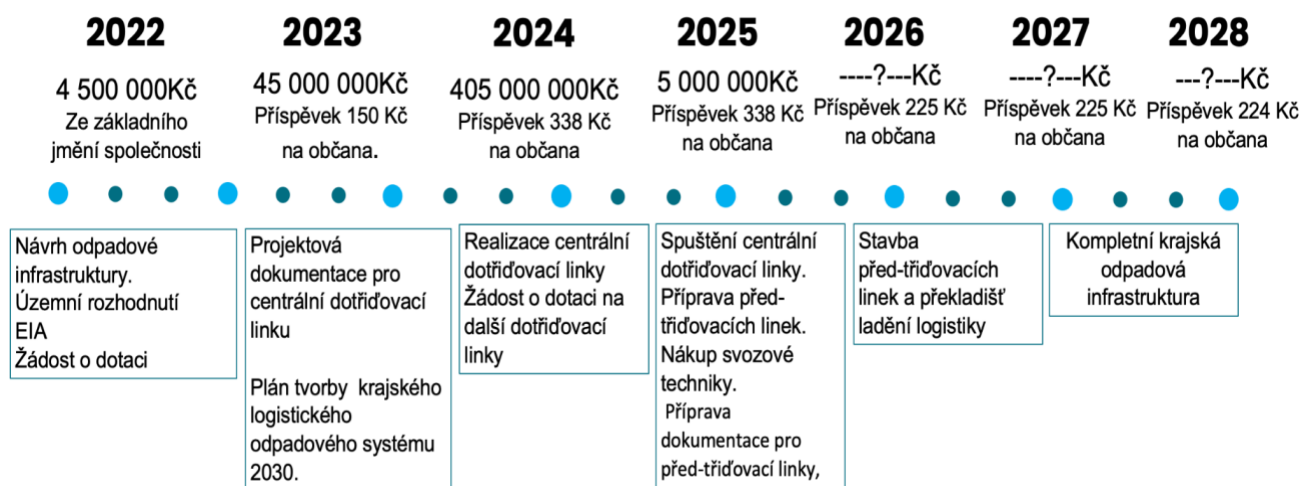 2022
4 500 000Kč
Ze základního
jmění společnosti
2023
45 000 000Kč
Příspěvek 150 Kč
na občana.
2024
405 000 000Kč
Příspěvek 338 Kč
na občana
2025
5 000 000Kč
Příspěvek 338 Kč
na občana
2026
----?---Kč
Příspěvek 225 Kč
na občana
2027
----?---Kč
Příspěvek 225 Kč
na občana
2028
---?---Kč
Příspěvek 224 Kč
na občana
Návrh odpadové
infrastruktury.
Územní rozhodnutí
EIA
Žádost o dotaci
Projektová
dokumentace pro
centrální dotřiďovací
linku
Plán tvorby krajského
logistického
odpadového systému
2030.
Realizace centrální
dotřiďovací linky
Žádost o dotaci na
další dotřiďovací
linky
Spuštění centrální
dotřiďovací linky.
Příprava před-
třiďovacích linek.
Nákup svozové
techniky.
Příprava
dokumentace pro
před-třiďovací linky,
Stavba
před-třiďovacích
linek a překladišť
ladění logistiky
Kompletní krajská
odpadová
infrastruktura